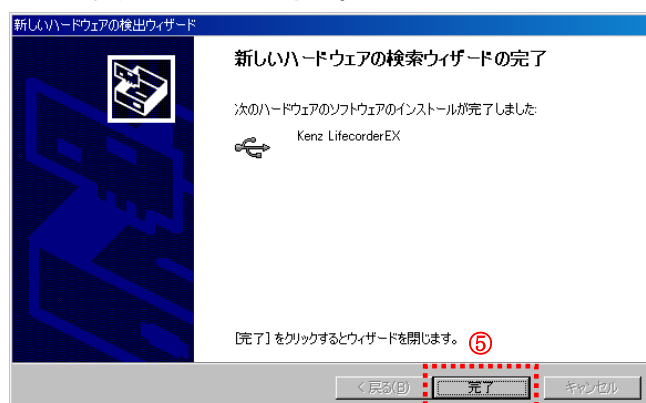 新しいハードウェアの検出ウィザード
新しいハードウェアの検索ウィザードの完了
次のハードウェアのソフトウェアのインストールが完了しました:
Kenz LifecorderEX
[完了] をクリックするとウィザードを閉じます。
⑤
< 戻る(B)
完了
キャンセル